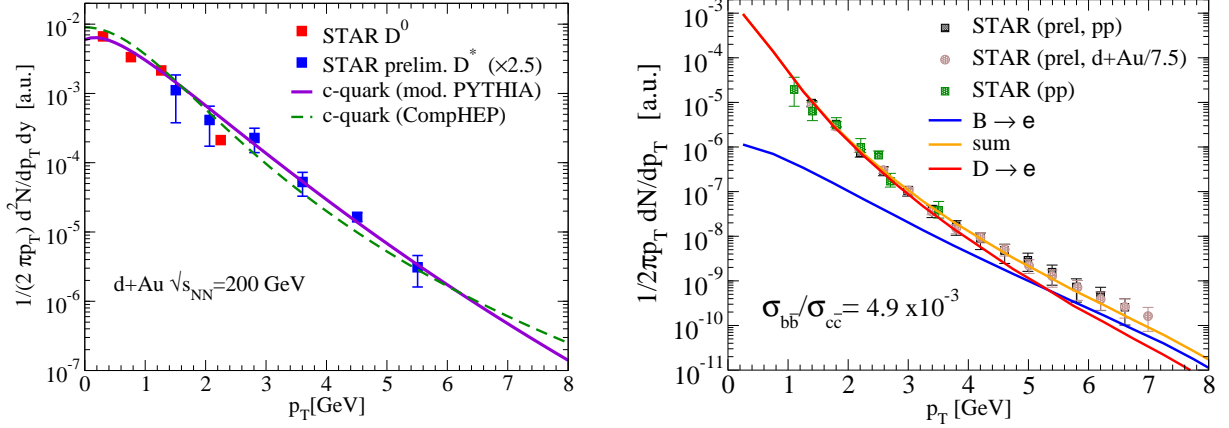 10^-1
10^-2
10^-3
10^-4
10^-5
10^-6
10^-7
1/(2 πp_T) d^2N/dp_T dy [a.u.]
STAR D^0
STAR prelim. D^* (×2.5)
c-quark (mod. PYTHIA)
c-quark (CompHEP)
d+Au √s_NN=200 GeV
0 1 2 3 4 5 6 7 8
p_T [GeV]
10^-3
10^-4
10^-5
10^-6
10^-7
10^-8
10^-9
10^-10
10^-11
1/2πp_T dN/dp_T [a.u.]
STAR (prel, pp)
STAR (prel, d+Au/7.5)
STAR (pp)
B → e
sum
D → e
σ_bb̄/σ_cc̄= 4.9 x10^-3
0 1 2 3 4 5 6 7 8
p_T [GeV]